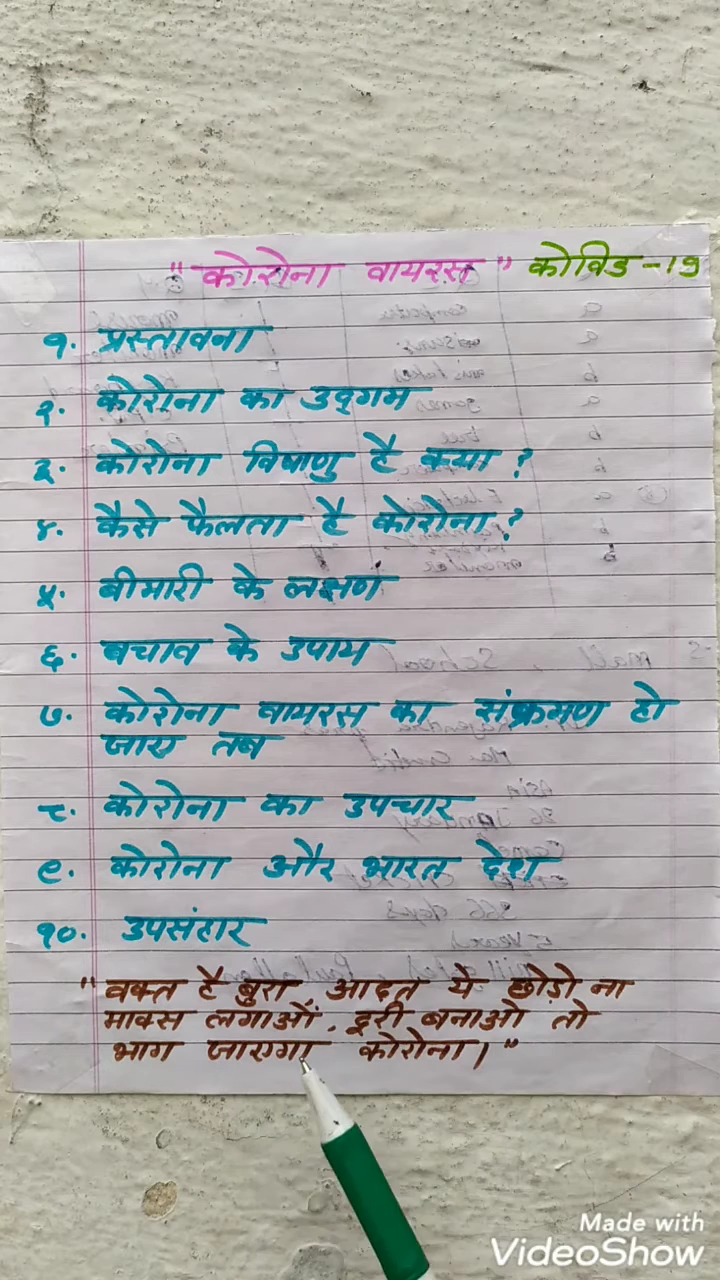 "कोरोना वायरस" कोविड-19
१. प्रस्तावना
२. कोरोना का उद्गम
३. कोरोना विषाणु है क्या?
४. कैसे फैलता है कोरोना?
५. बीमारी के लक्षण
६. बचाव के उपाय
७. कोरोना वायरस का संक्रमण हो
जाए तब
८. कोरोना का उपचार
९. कोरोना और भारत देश
१०. उपसंहार
"वक्त है बुरा, आदत ये छोड़ो ना
मास्क लगाओं, दूरी बनाओ तो
भाग जाएगा कोरोना।"
Made with
VideoShow